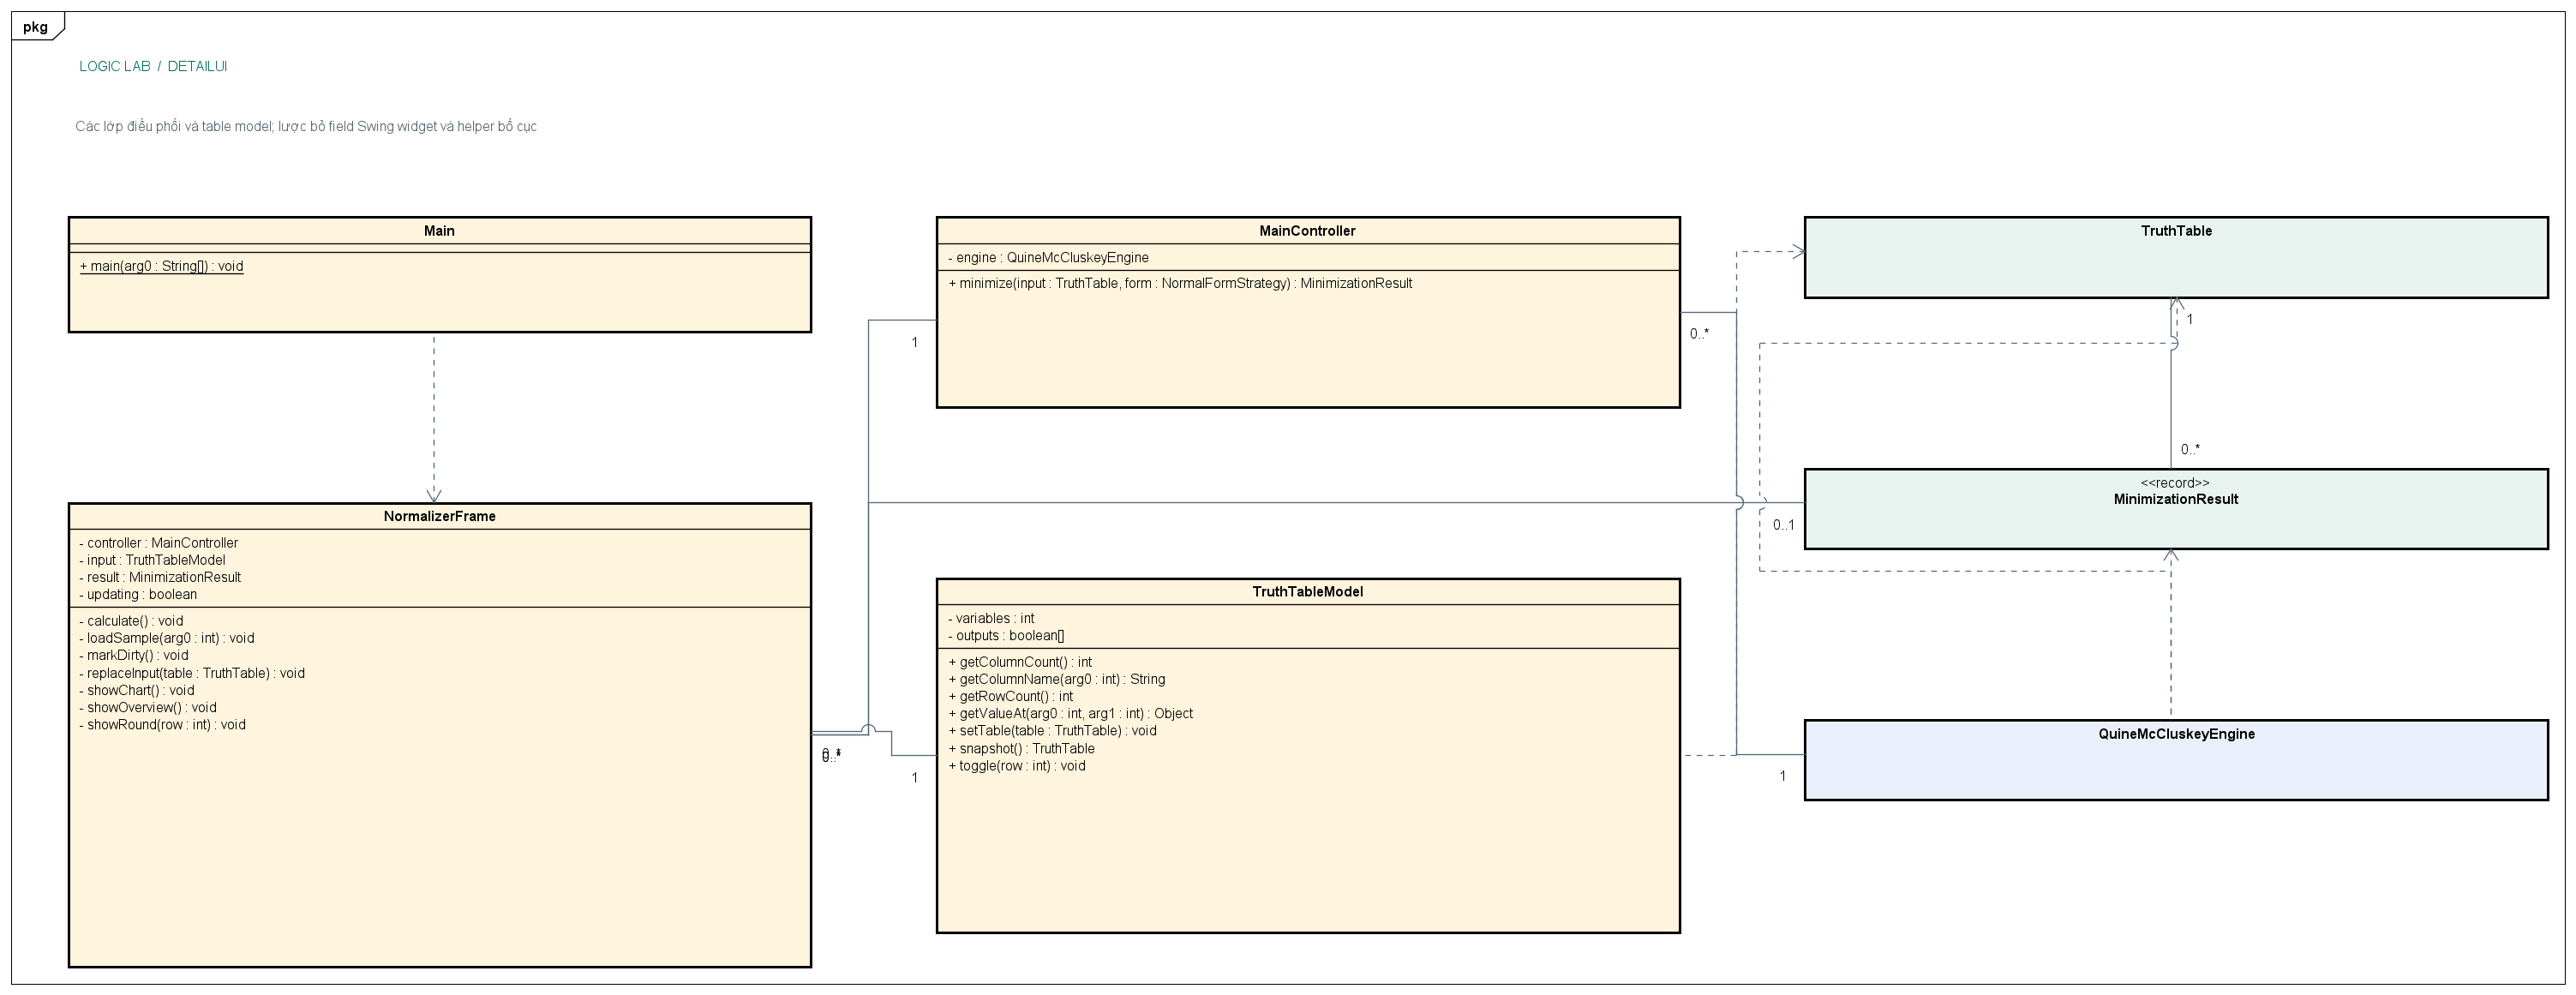 pkg
LOGIC LAB / DETAILUI
Các lớp điều phối và table model; lược bỏ field Swing widget và helper bố cục
Main
+ main(arg0 : String[]) : void
MainController
- engine : QuineMcCluskeyEngine
+ minimize(input : TruthTable, form : NormalFormStrategy) : MinimizationResult
TruthTable
1
0..*
1
0..*
<<record>>
MinimizationResult
0..1
NormalizerFrame
- controller : MainController
- input : TruthTableModel
- result : MinimizationResult
- updating : boolean
- calculate() : void
- loadSample(arg0 : int) : void
- markDirty() : void
- replaceInput(table : TruthTable) : void
- showChart() : void
- showOverview() : void
- showRound(row : int) : void
0..*
1
TruthTableModel
- variables : int
- outputs : boolean[]
+ getColumnCount() : int
+ getColumnName(arg0 : int) : String
+ getRowCount() : int
+ getValueAt(arg0 : int, arg1 : int) : Object
+ setTable(table : TruthTable) : void
+ snapshot() : TruthTable
+ toggle(row : int) : void
QuineMcCluskeyEngine
1